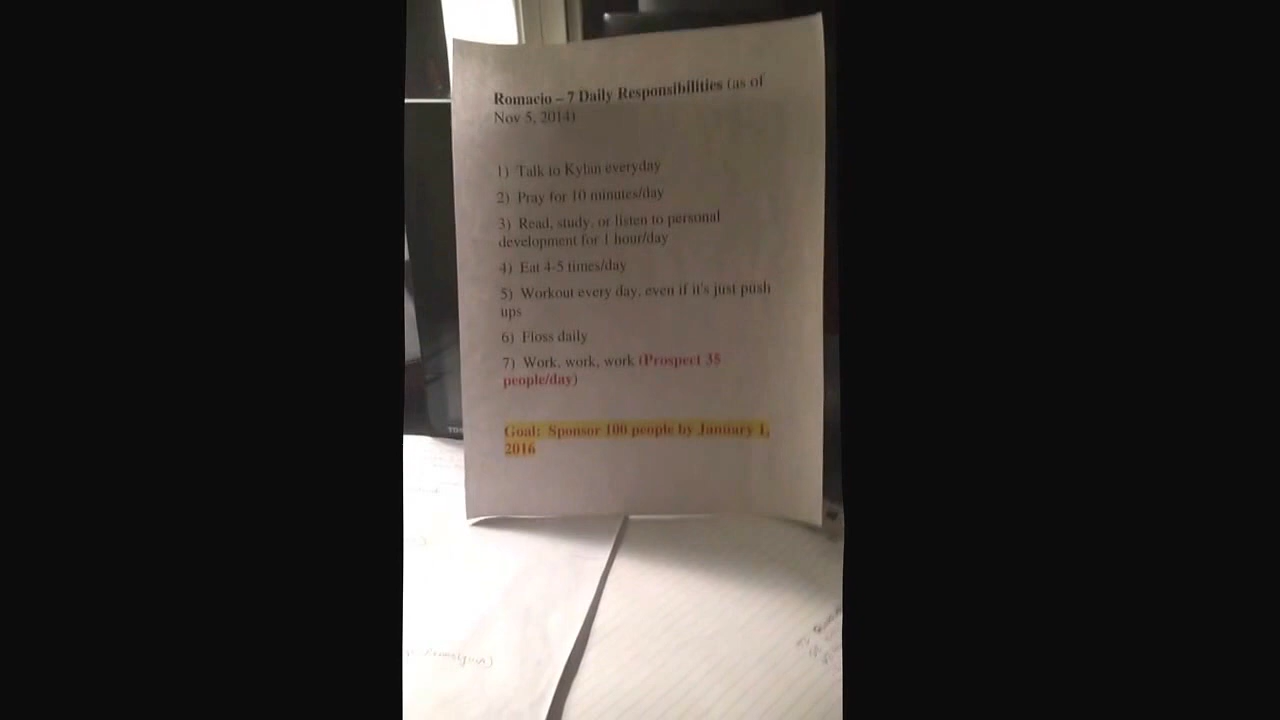 Romacio – 7 Daily Responsibilities (as of
Nov 5, 2014)
1) Talk to Kylan everyday
2) Pray for 10 minutes/day
3) Read, study, or listen to personal
development for 1 hour/day
4) Eat 4-5 times/day
5) Workout every day, even if it's just push
ups
6) Floss daily
7) Work, work, work (Prospect 35
people/day)
Goal: Sponsor 100 people by January 1,
2016